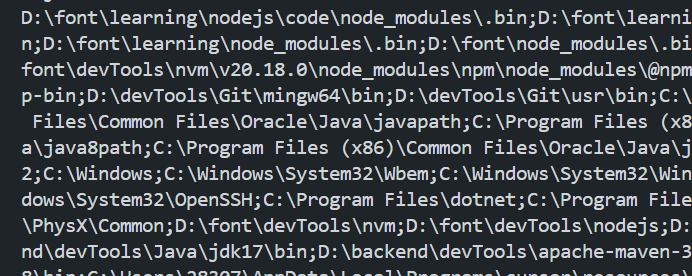 D:\font\learning\nodejs\code\node_modules\.bin;D:\font\learni
n;D:\font\learning\node_modules\.bin;D:\font\node_modules\.bi
font\devTools\nvm\v20.18.0\node_modules\npm\node_modules\@npm
p-bin;D:\devTools\Git\mingw64\bin;D:\devTools\Git\usr\bin;C:\
Files\Common Files\Oracle\Java\javapath;C:\Program Files (x8
a\java8path;C:\Program Files (x86)\Common Files\Oracle\Java\j
2;C:\Windows;C:\Windows\System32\Wbem;C:\Windows\System32\Win
dows\System32\OpenSSH;C:\Program Files\dotnet;C:\Program File
\PhysX\Common;D:\font\devTools\nvm;D:\font\devTools\nodejs;D:
nd\devTools\Java\jdk17\bin;D:\backend\devTools\apache-maven-3